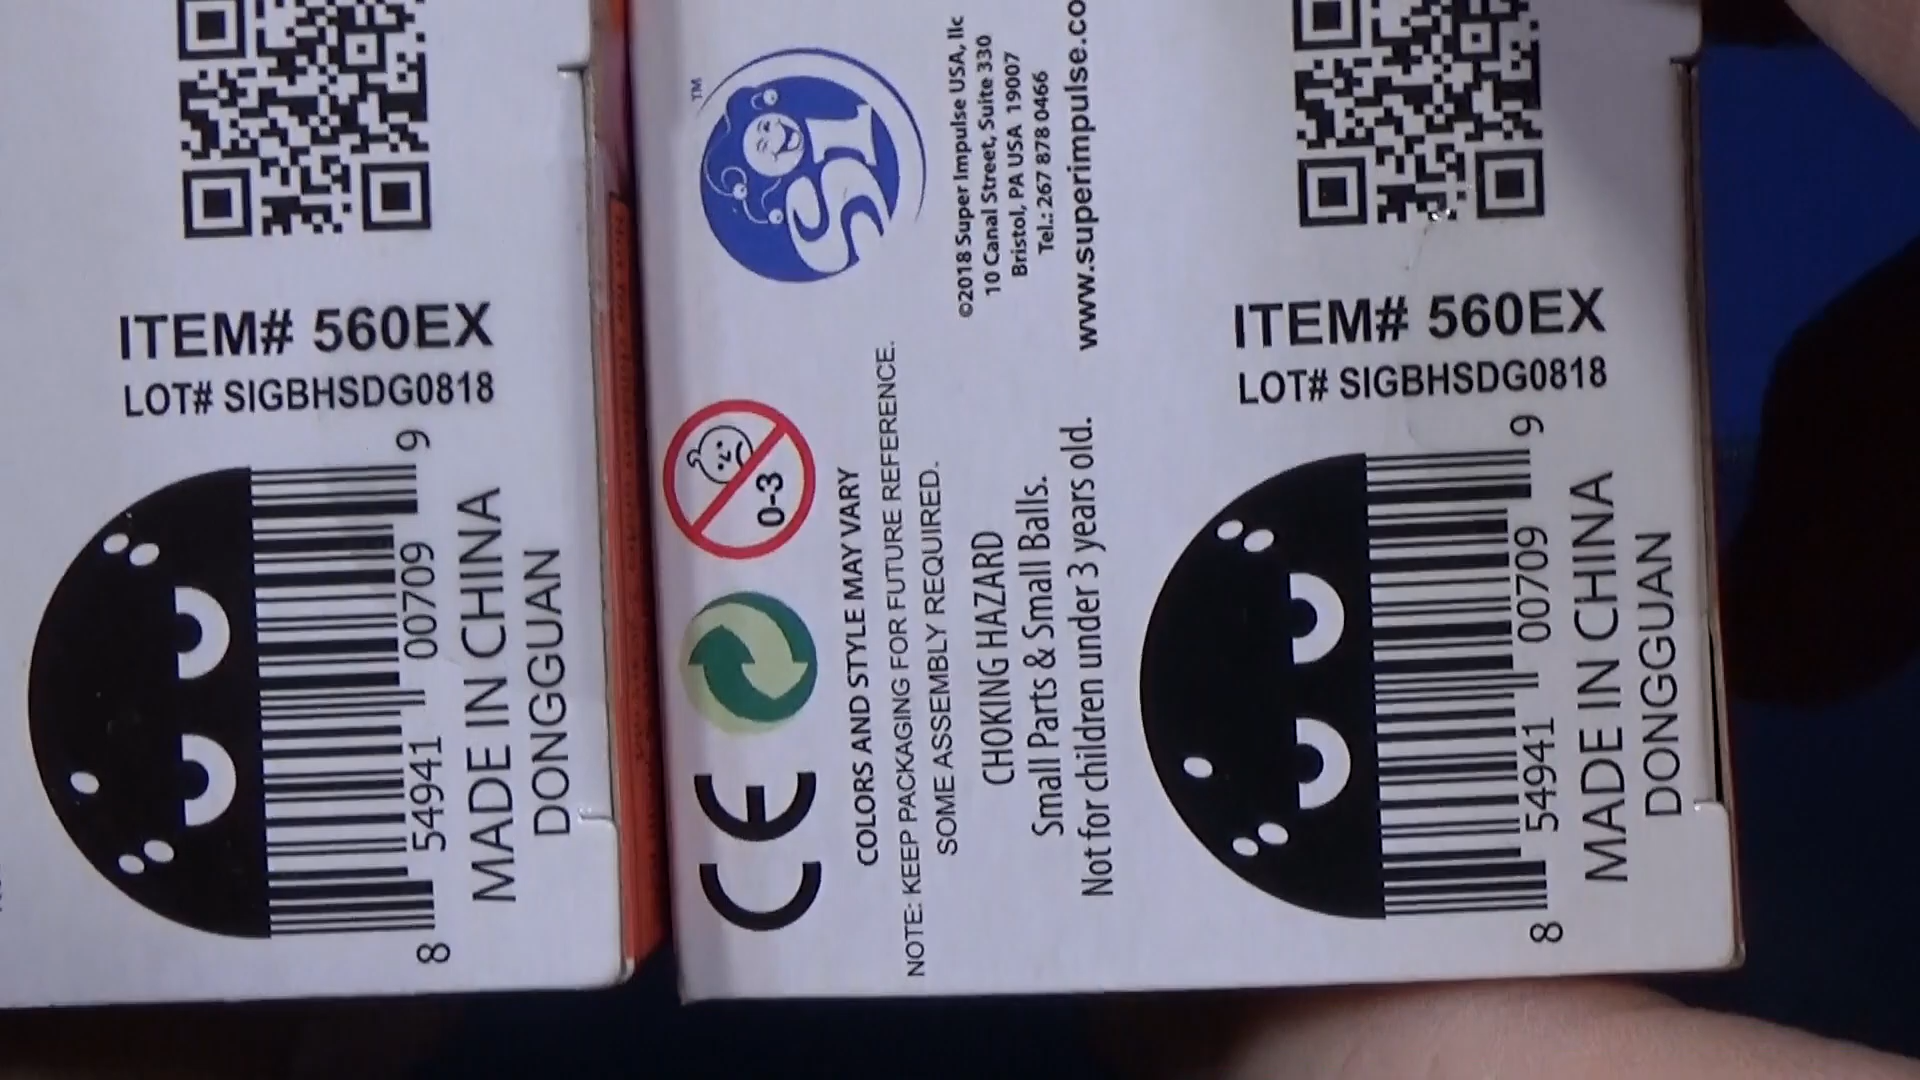 ITEM# 560EX
LOT# SIGBHSDG0818
8 54941 00709 9
MADE IN CHINA
DONGGUAN
TM
SI
©2018 Super Impulse USA, llc
10 Canal Street, Suite 330
Bristol, PA USA 19007
Tel.: 267 878 0466
www.superimpulse.co
CE
0-3
COLORS AND STYLE MAY VARY
NOTE: KEEP PACKAGING FOR FUTURE REFERENCE.
SOME ASSEMBLY REQUIRED.
CHOKING HAZARD
Small Parts & Small Balls.
Not for children under 3 years old.
ITEM# 560EX
LOT# SIGBHSDG0818
8 54941 00709 9
MADE IN CHINA
DONGGUAN